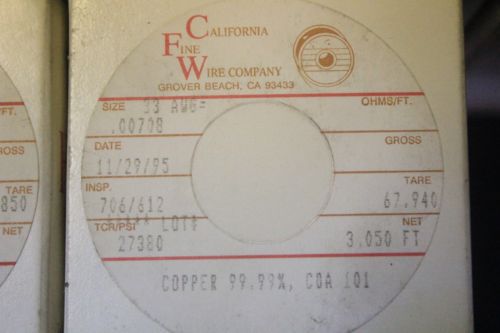 CALIFORNIA
FINE
WIRE COMPANY
GROVER BEACH, CA 93433
SIZE 33 AWG= OHMS/FT.
.00708
DATE GROSS
11/29/95
INSP. TARE
706/612 67.940
*** LOT#
TCR/PSI NET
27380 3.050 FT
COPPER 99.99%, CDA 101
/FT.
ROSS
TARE
850
NET